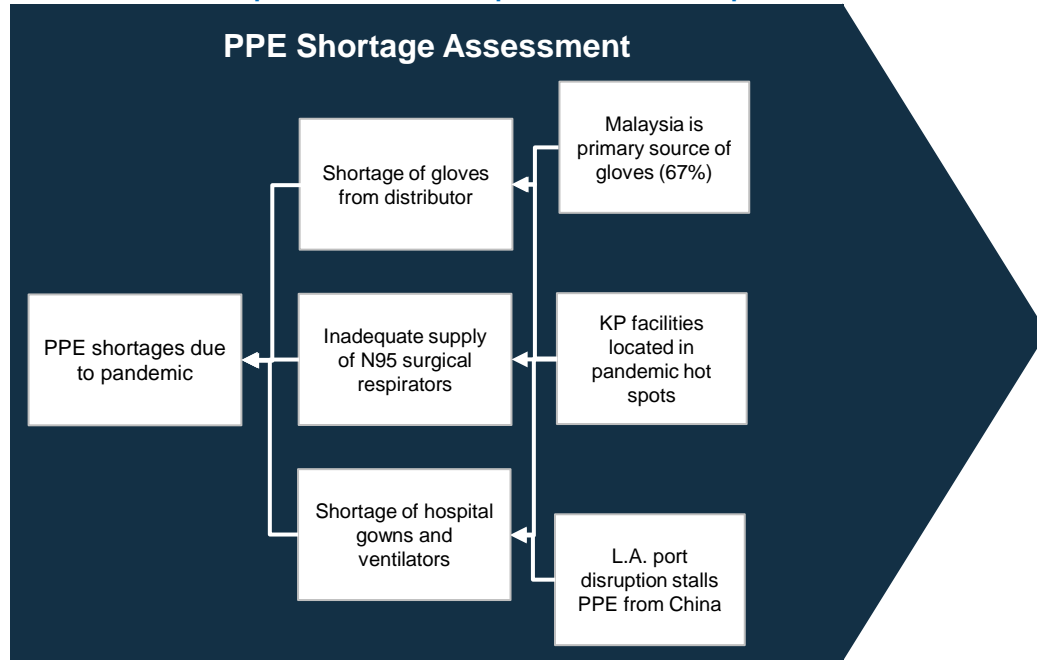 PPE Shortage Assessment
Malaysia is
primary source of
gloves (67%)
Shortage of gloves
from distributor
PPE shortages due
to pandemic
Inadequate supply
of N95 surgical
respirators
KP facilities
located in
pandemic hot
spots
Shortage of hospital
gowns and
ventilators
L.A. port
disruption stalls
PPE from China